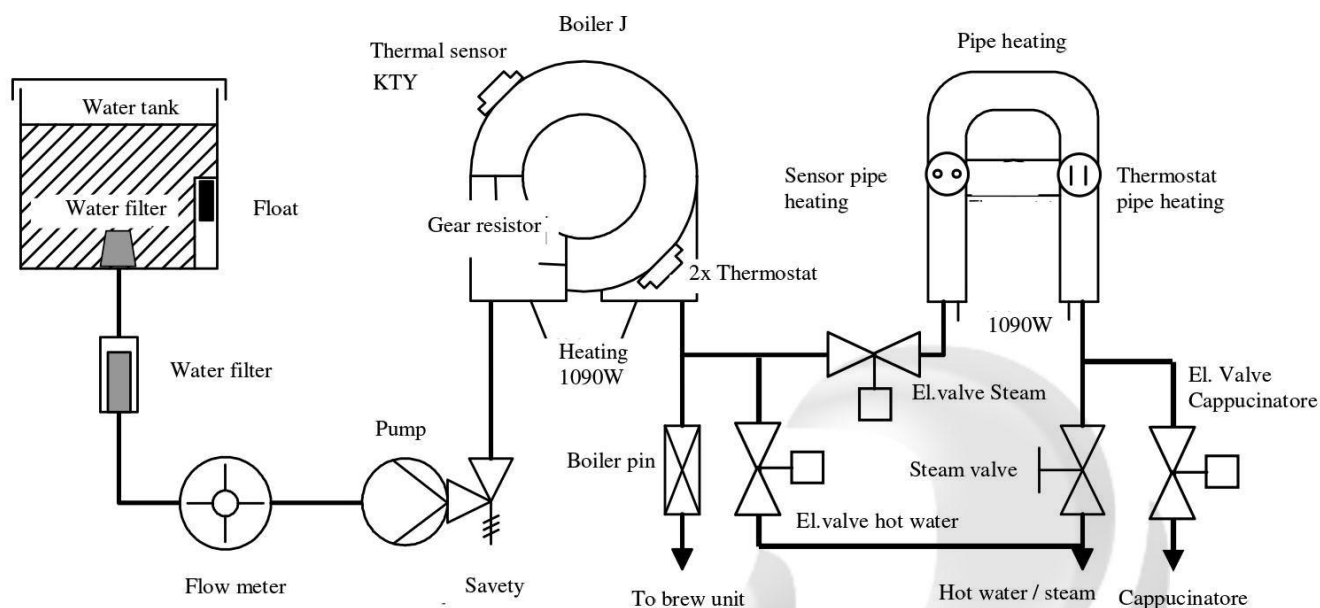 Boiler J
Thermal sensor
KTY
Pipe heating
Water tank
Water filter
Float
Gear resistor
2x Thermostat
Sensor pipe
heating
Thermostat
pipe heating
Water filter
Heating
1090W
1090W
El.valve Steam
El. Valve
Cappucinatore
Pump
Boiler pin
Steam valve
El.valve hot water
Flow meter
Savety
To brew unit
Hot water / steam
Cappucinatore